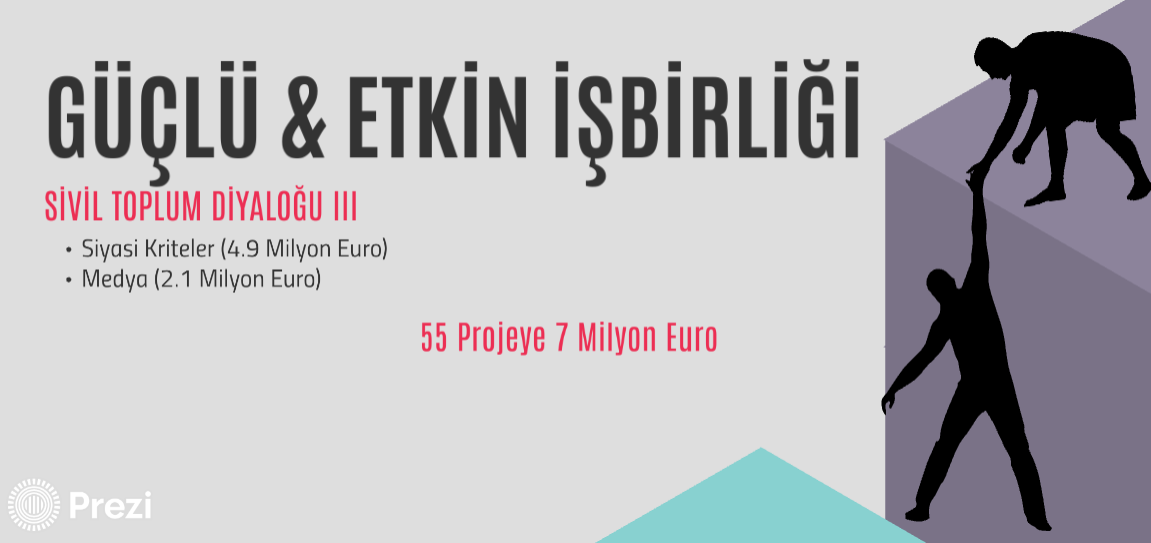 GÜÇLÜ & ETKİN İŞBİRLİĞİ
SİVİL TOPLUM DİYALOĞU III
• Siyasi Kriteler (4.9 Milyon Euro)
• Medya (2.1 Milyon Euro)
55 Projeye 7 Milyon Euro
Prezi